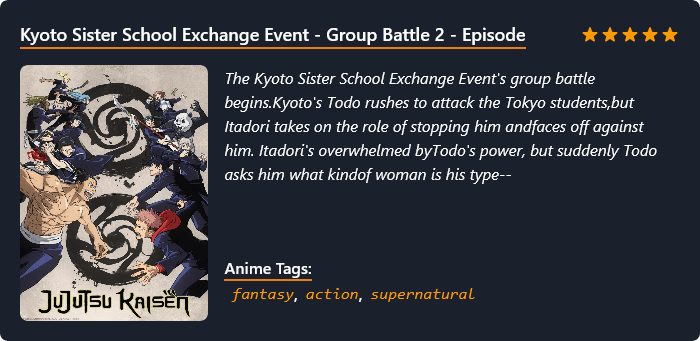 Kyoto Sister School Exchange Event - Group Battle 2 - Episode
The Kyoto Sister School Exchange Event's group battle
begins.Kyoto's Todo rushes to attack the Tokyo students,but
Itadori takes on the role of stopping him andfaces off against
him. Itadori's overwhelmed byTodo's power, but suddenly Todo
asks him what kindof woman is his type--
JUJUTSU KAISEN
Anime Tags:
fantasy, action, supernatural